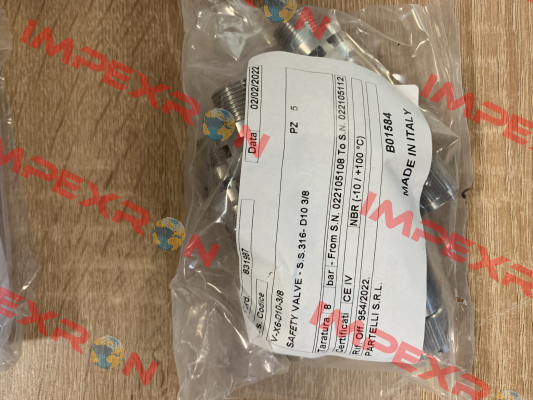 Ord. 831987 Data 02/02/2022
s. Codice
V-X6-D10-3/8 PZ 5
SAFETY VALVE - S.S.316- D10 3/8
Taratura 8 bar - From S.N. 022105108 To S.N. 022105112
Certificati CE IV NBR (-10 / +100 °C)
Rif. Off. 954/2022
PARTELLI S.R.L. B01584
MADE IN ITALY
IMPEXRON
IMPEXRON
IMPEXRON
IMPEXRON